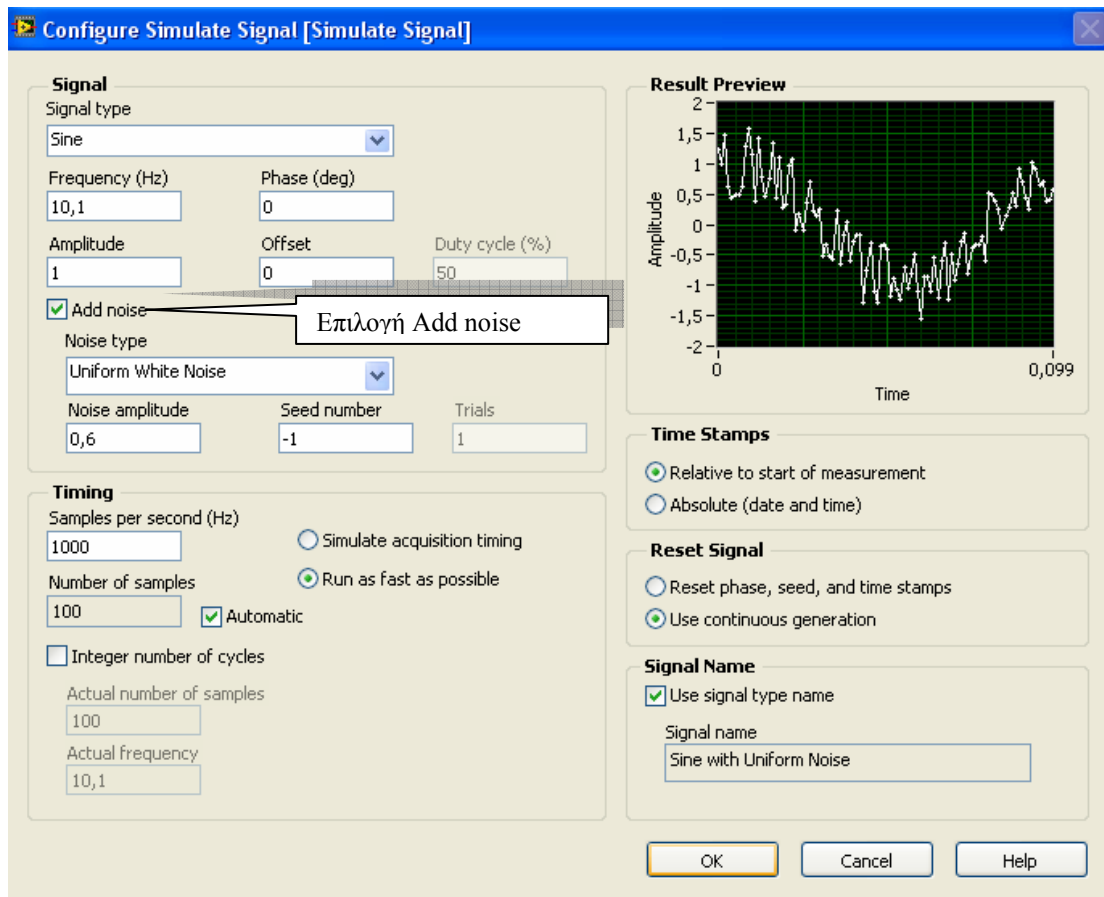 Configure Simulate Signal [Simulate Signal]
Signal
Signal type
Sine
Frequency (Hz)
Phase (deg)
10,1
0
Amplitude
Offset
Duty cycle (%)
1
0
50
Add noise
Επιλογή Add noise
Noise type
Uniform White Noise
Noise amplitude
Seed number
Trials
0,6
-1
1
Timing
Samples per second (Hz)
1000
Simulate acquisition timing
Run as fast as possible
Number of samples
100
Automatic
Integer number of cycles
Actual number of samples
100
Actual frequency
10,1
Result Preview
Amplitude
2
1,5
1
0,5
0
-0,5
-1
-1,5
-2
0
0,099
Time
Time Stamps
Relative to start of measurement
Absolute (date and time)
Reset Signal
Reset phase, seed, and time stamps
Use continuous generation
Signal Name
Use signal type name
Signal name
Sine with Uniform Noise
OK
Cancel
Help